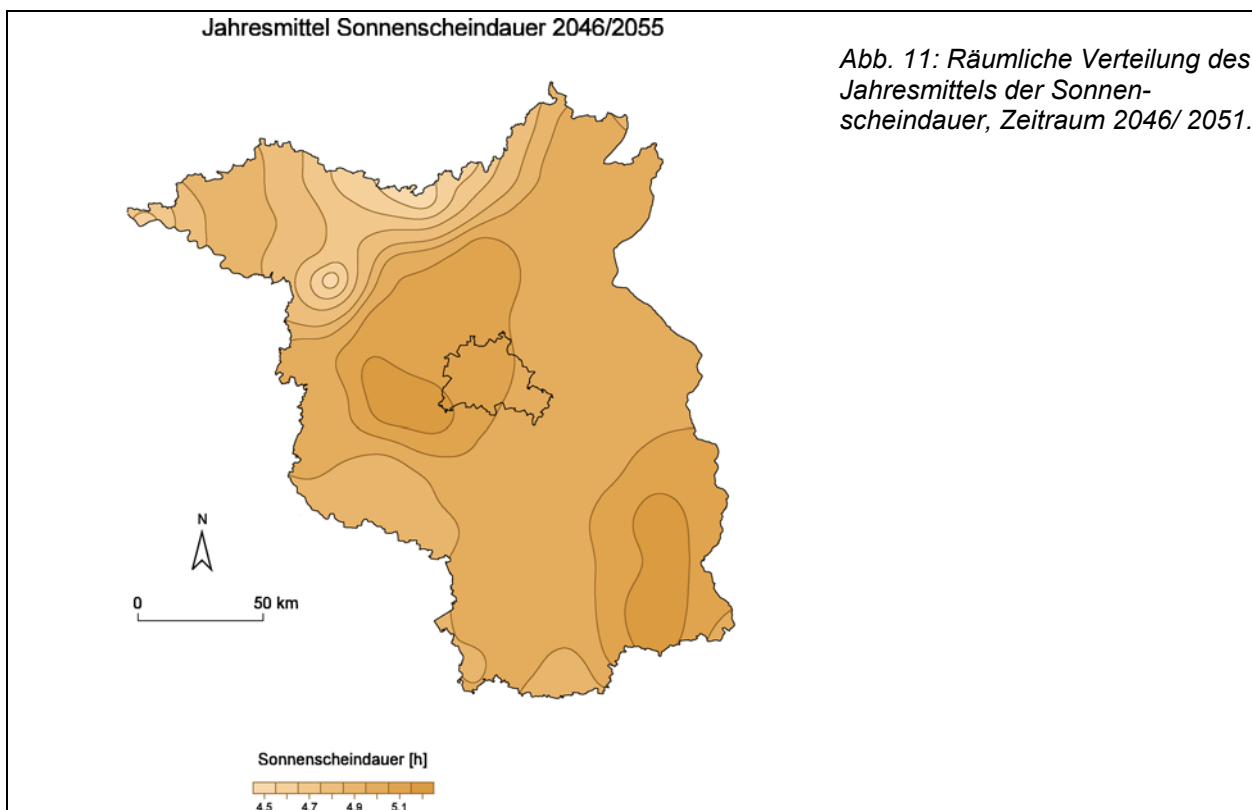 Jahresmittel Sonnenscheindauer 2046/2055
Abb. 11: Räumliche Verteilung des
Jahresmittels der Sonnen-
scheindauer, Zeitraum 2046/ 2051.
N
0 50 km
Sonnenscheindauer [h]
4.5 4.7 4.9 5.1